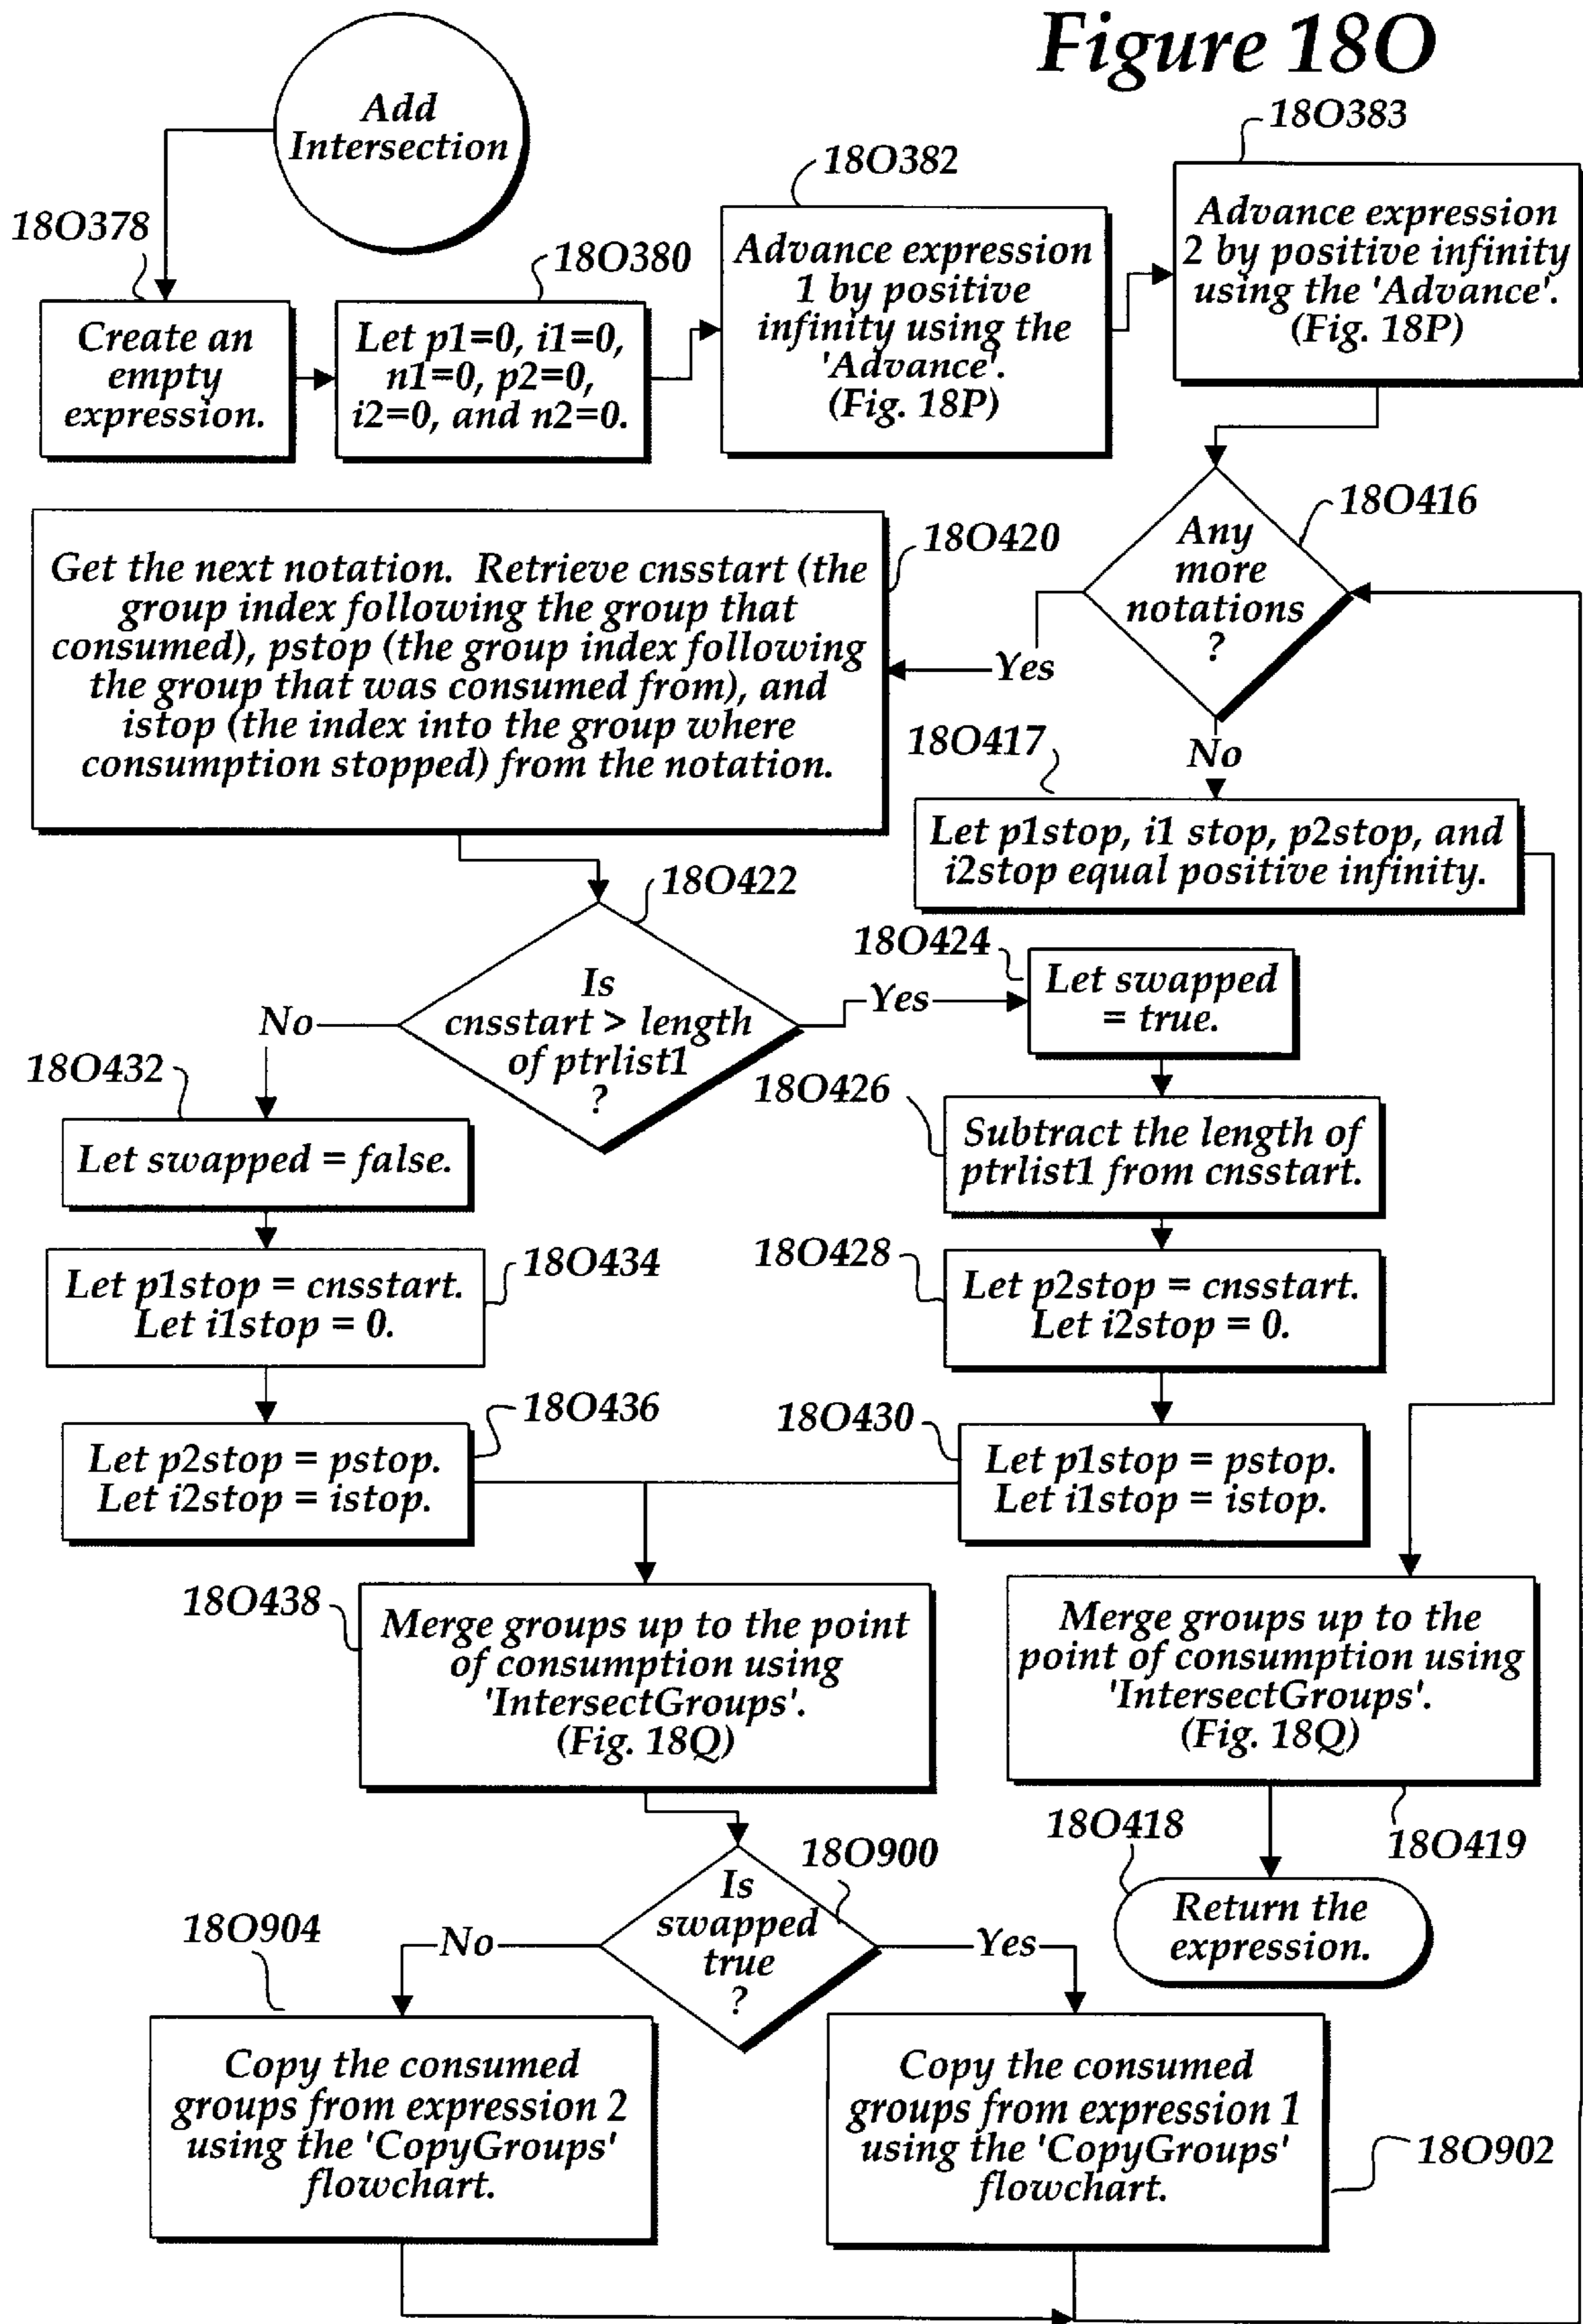 Figure 18O
Add
Intersection
18O378
Create an
empty
expression.
18O380
Let p1=0, i1=0,
n1=0, p2=0,
i2=0, and n2=0.
18O382
Advance expression
1 by positive
infinity using the
'Advance'.
(Fig. 18P)
18O383
Advance expression
2 by positive infinity
using the 'Advance'.
(Fig. 18P)
18O416
Any
more
notations
?
Yes
No
18O420
Get the next notation. Retrieve cnsstart (the
group index following the group that
consumed), pstop (the group index following
the group that was consumed from), and
istop (the index into the group where
consumption stopped) from the notation.
18O417
Let p1stop, i1 stop, p2stop, and
i2stop equal positive infinity.
18O422
Is
cnsstart > length
of ptrlist1
?
No
Yes
18O424
Let swapped
= true.
18O432
Let swapped = false.
18O426
Subtract the length of
ptrlist1 from cnsstart.
18O434
Let p1stop = cnsstart.
Let i1stop = 0.
18O428
Let p2stop = cnsstart.
Let i2stop = 0.
18O436
Let p2stop = pstop.
Let i2stop = istop.
18O430
Let p1stop = pstop.
Let i1stop = istop.
18O438
Merge groups up to the point
of consumption using
'IntersectGroups'.
(Fig. 18Q)
Merge groups up to the
point of consumption using
'IntersectGroups'.
(Fig. 18Q)
18O419
18O418
Return the
expression.
18O900
Is
swapped
true
?
No
Yes
18O904
Copy the consumed
groups from expression 2
using the 'CopyGroups'
flowchart.
Copy the consumed
groups from expression 1
using the 'CopyGroups'
flowchart.
18O902